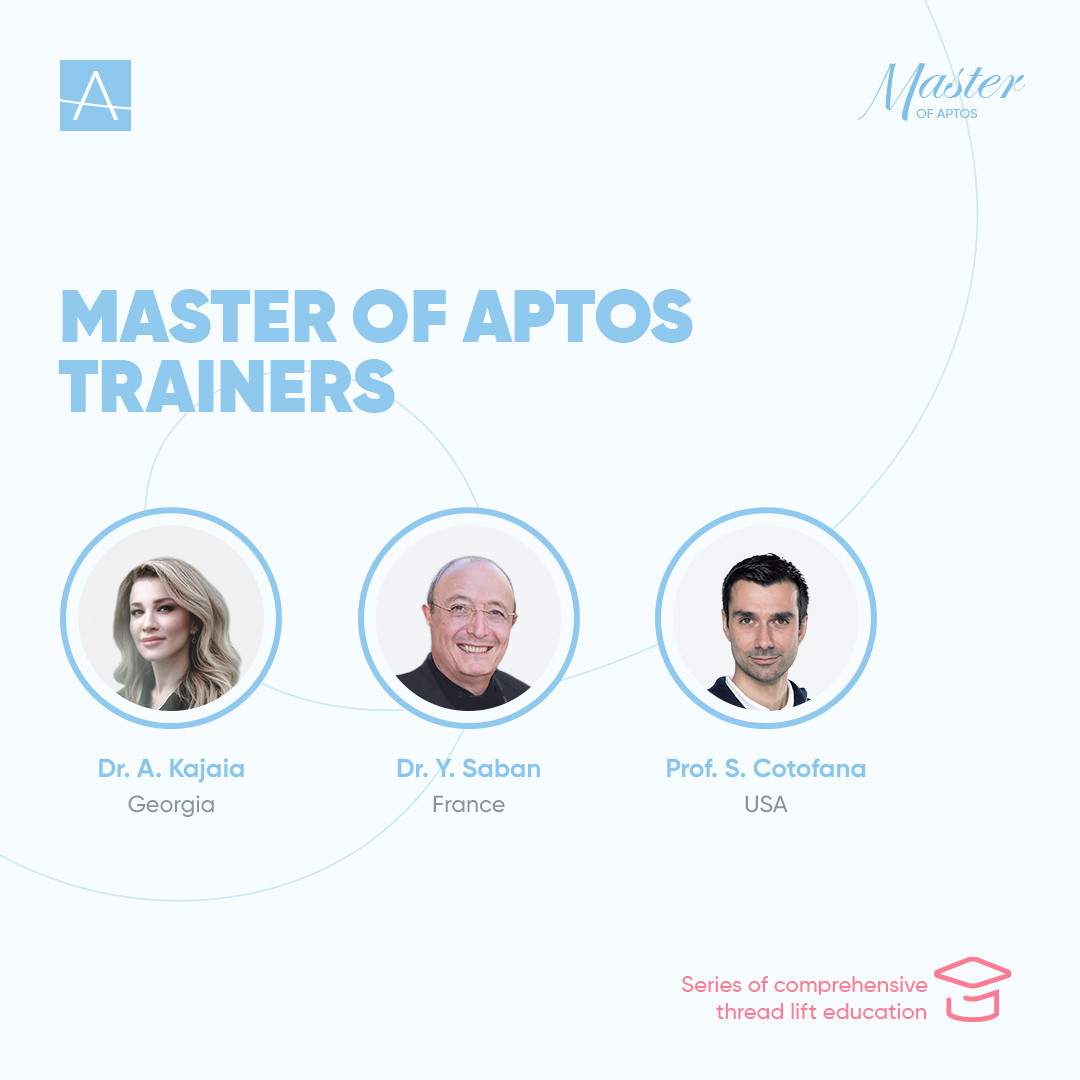 A
Master
OF APTOS
MASTER OF APTOS
TRAINERS
Dr. A. Kajaia
Georgia
Dr. Y. Saban
France
Prof. S. Cotofana
USA
Series of comprehensive
thread lift education